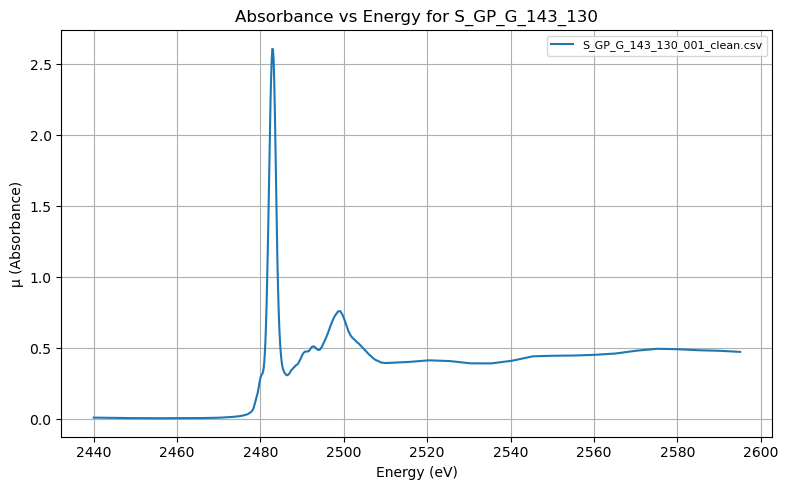 Absorbance vs Energy for S_GP_G_143_130
S_GP_G_143_130_001_clean.csv
μ (Absorbance)
2.5
2.0
1.5
1.0
0.5
0.0
2440 2460 2480 2500 2520 2540 2560 2580 2600
Energy (eV)